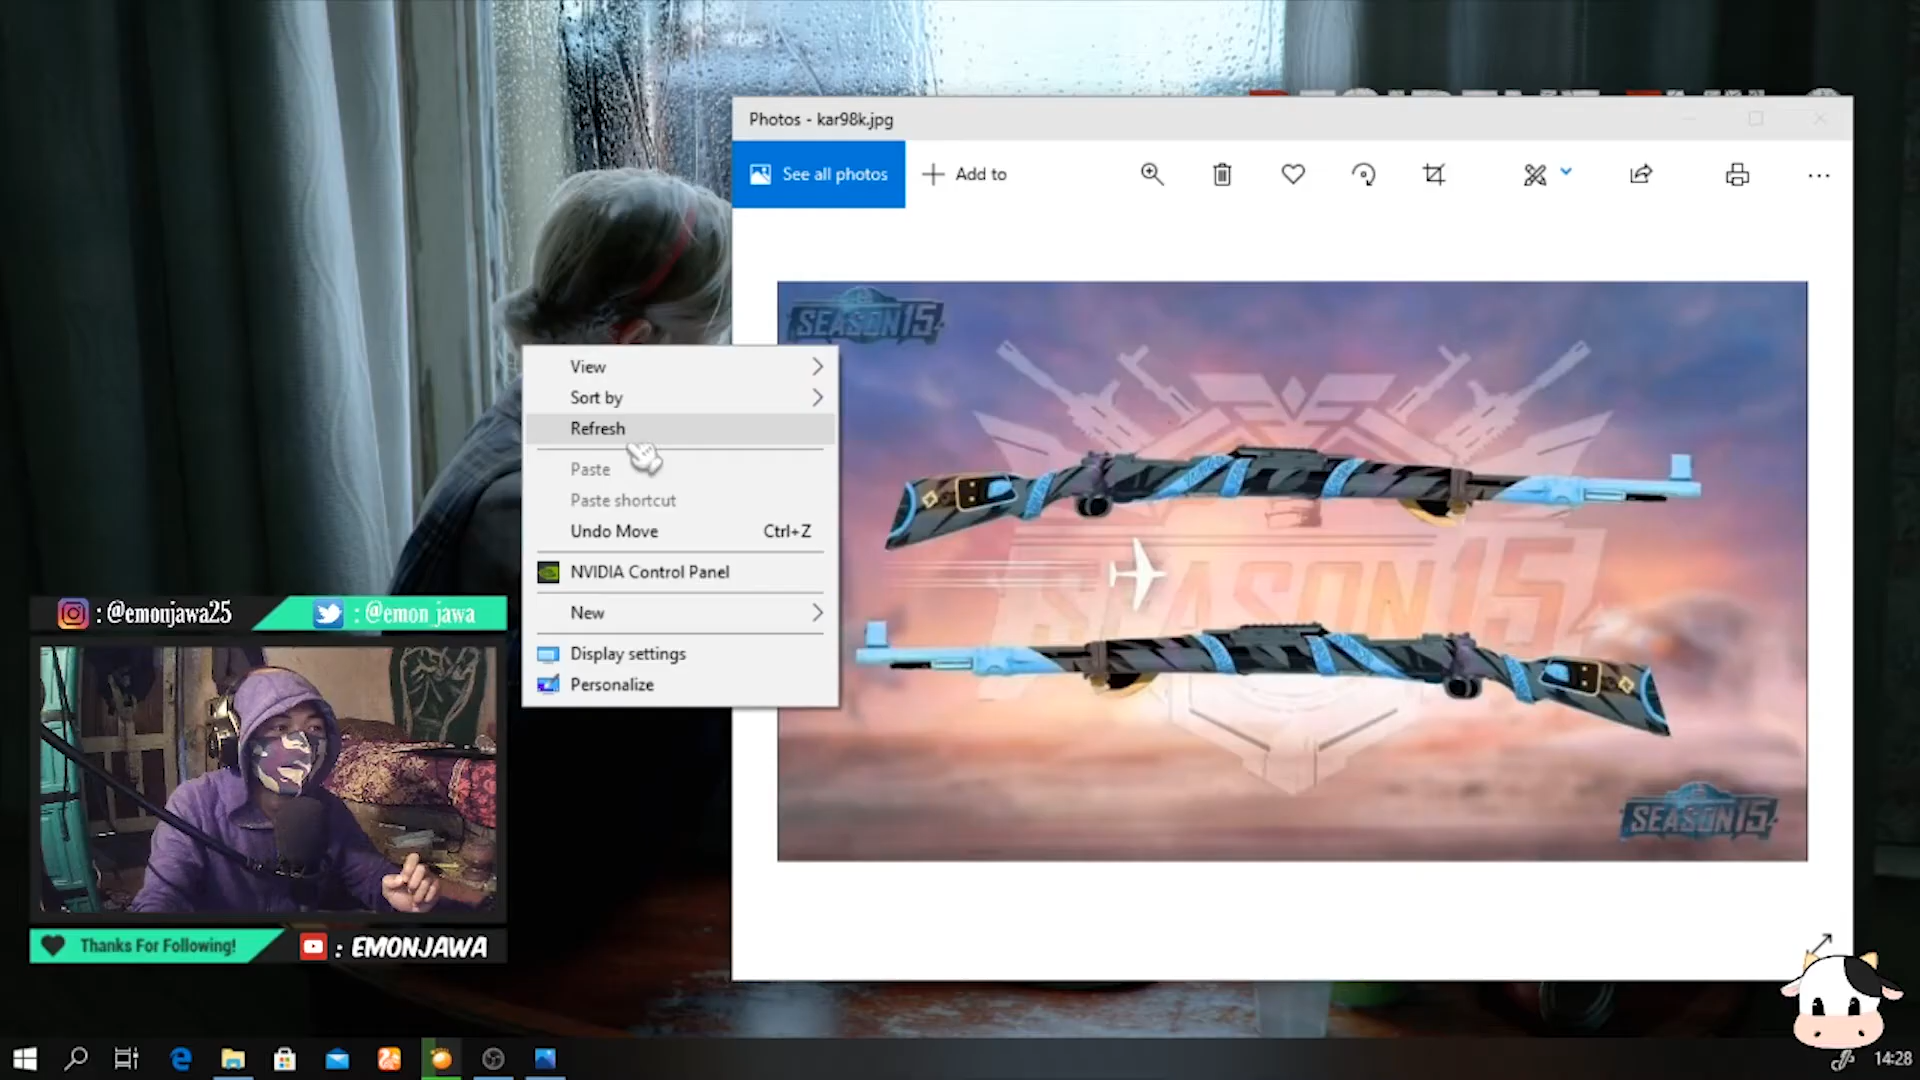 Photos - kar98k.jpg
See all photos
Add to
SEASON15
View
Sort by
Refresh
Paste
Paste shortcut
Undo Move Ctrl+Z
NVIDIA Control Panel
New
Display settings
Personalize
SEASON15
SEASON15
: @emonjawa25
: @emon_jawa
Thanks For Following!
: EMONJAWA
14:28